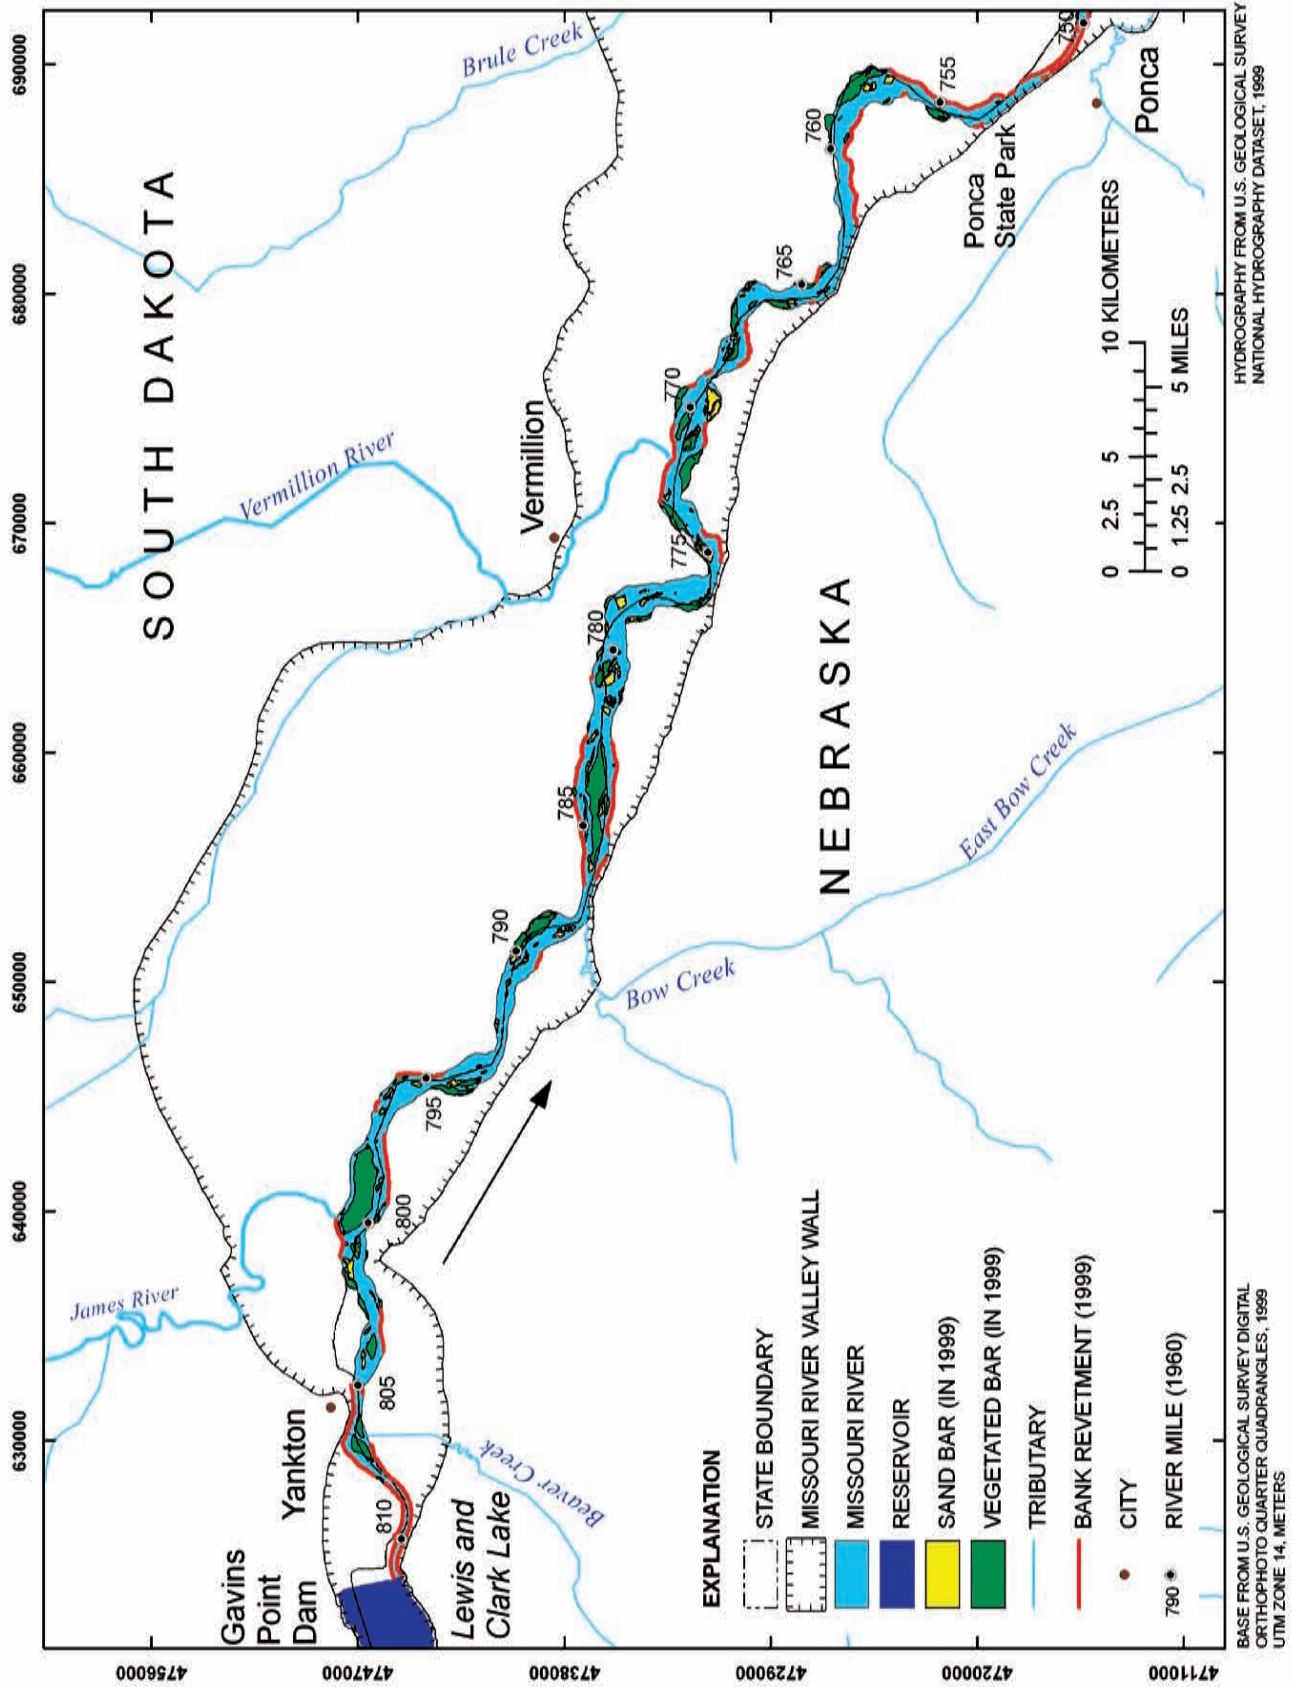 630000
640000
650000
660000
670000
680000
690000
4756000
4747000
4738000
4729000
4720000
4711000
SOUTH DAKOTA
NEBRASKA
James River
Vermillion River
Brule Creek
Yankton
Vermillion
Gavins
Point
Dam
Lewis and
Clark Lake
Beaver Creek
Bow Creek
East Bow Creek
Ponca
State Park
Ponca
810
805
800
795
790
785
780
775
770
765
760
755
750
EXPLANATION
STATE BOUNDARY
MISSOURI RIVER VALLEY WALL
MISSOURI RIVER
RESERVOIR
SAND BAR (IN 1999)
VEGETATED BAR (IN 1999)
TRIBUTARY
BANK REVETMENT (1999)
CITY
790 RIVER MILE (1960)
0 2.5 5 10 KILOMETERS
0 1.25 2.5 5 MILES
BASE FROM U.S. GEOLOGICAL SURVEY DIGITAL
ORTHOPHOTO QUARTER QUADRANGLES, 1999
UTM ZONE 14, METERS
HYDROGRAPHY FROM U.S. GEOLOGICAL SURVEY
NATIONAL HYDROGRAPHY DATASET, 1999